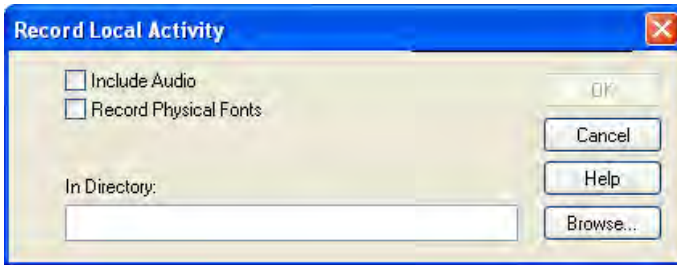 Record Local Activity
Include Audio
Record Physical Fonts
OK
Cancel
In Directory:
Help
Browse...